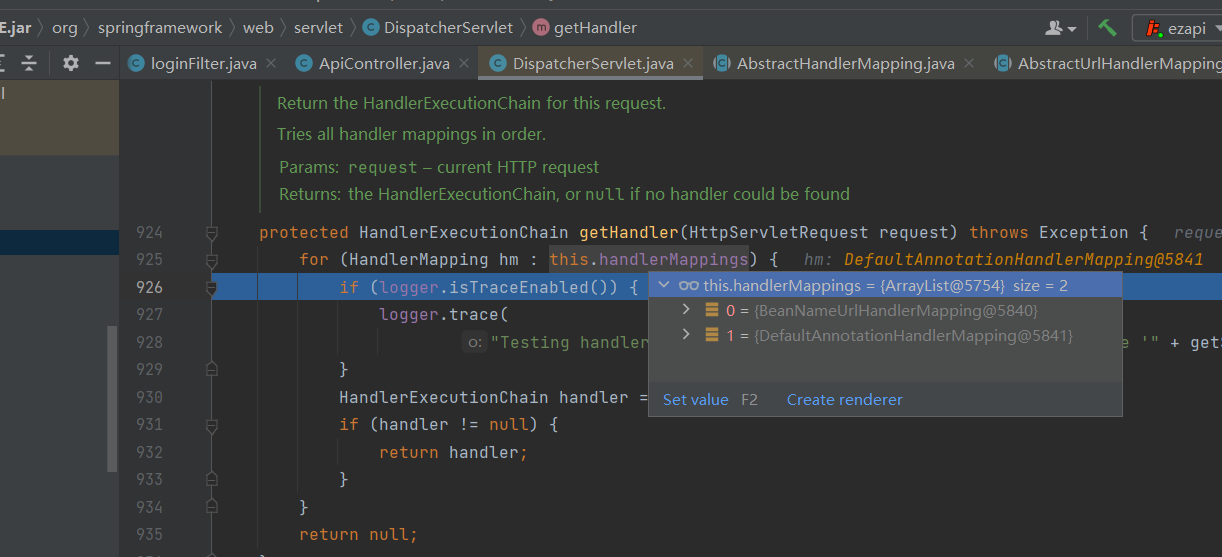 E.jar org springframework web servlet DispatcherServlet getHandler ezapi
loginFilter.java ApiController.java DispatcherServlet.java AbstractHandlerMapping.java AbstractUrlHandlerMapping
Return the HandlerExecutionChain for this request.
Tries all handler mappings in order.
Params: request – current HTTP request
Returns: the HandlerExecutionChain, or null if no handler could be found
924 protected HandlerExecutionChain getHandler(HttpServletRequest request) throws Exception { reque
925 for (HandlerMapping hm : this.handlerMappings) { hm: DefaultAnnotationHandlerMapping@5841
926 if (logger.isTraceEnabled()) {
this.handlerMappings = {ArrayList@5754} size = 2
927 logger.trace(
0 = {BeanNameUrlHandlerMapping@5840}
928 o: "Testing handler '" + get
1 = {DefaultAnnotationHandlerMapping@5841}
929 }
930 HandlerExecutionChain handler =
Set value F2 Create renderer
931 if (handler != null) {
932 return handler;
933 }
934 }
935 return null;